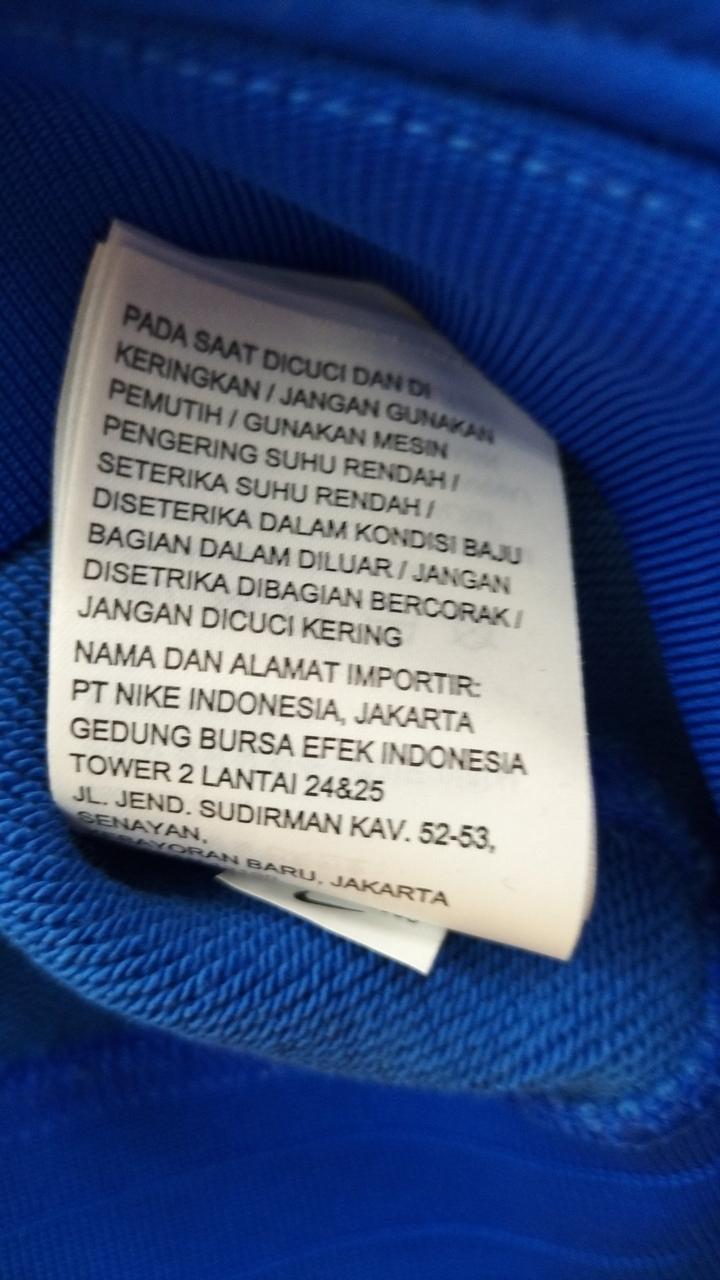 PADA SAAT DICUCI DAN DI
KERINGKAN / JANGAN GUNAKAN
PEMUTIH / GUNAKAN MESIN
PENGERING SUHU RENDAH /
SETERIKA SUHU RENDAH /
DISETERIKA DALAM KONDISI BAJU
BAGIAN DALAM DILUAR / JANGAN
DISETRIKA DIBAGIAN BERCORAK /
JANGAN DICUCI KERING
NAMA DAN ALAMAT IMPORTIR:
PT NIKE INDONESIA, JAKARTA
GEDUNG BURSA EFEK INDONESIA
TOWER 2 LANTAI 24&25
JL. JEND. SUDIRMAN KAV. 52-53,
SENAYAN,
BARU, JAKARTA